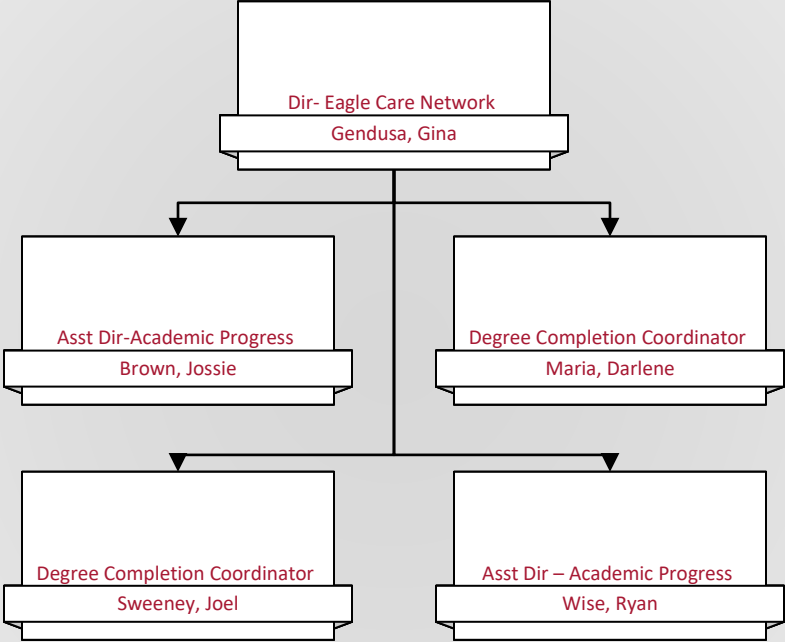 Dir- Eagle Care Network
Gendusa, Gina
Asst Dir-Academic Progress
Brown, Jossie
Degree Completion Coordinator
Maria, Darlene
Degree Completion Coordinator
Sweeney, Joel
Asst Dir – Academic Progress
Wise, Ryan